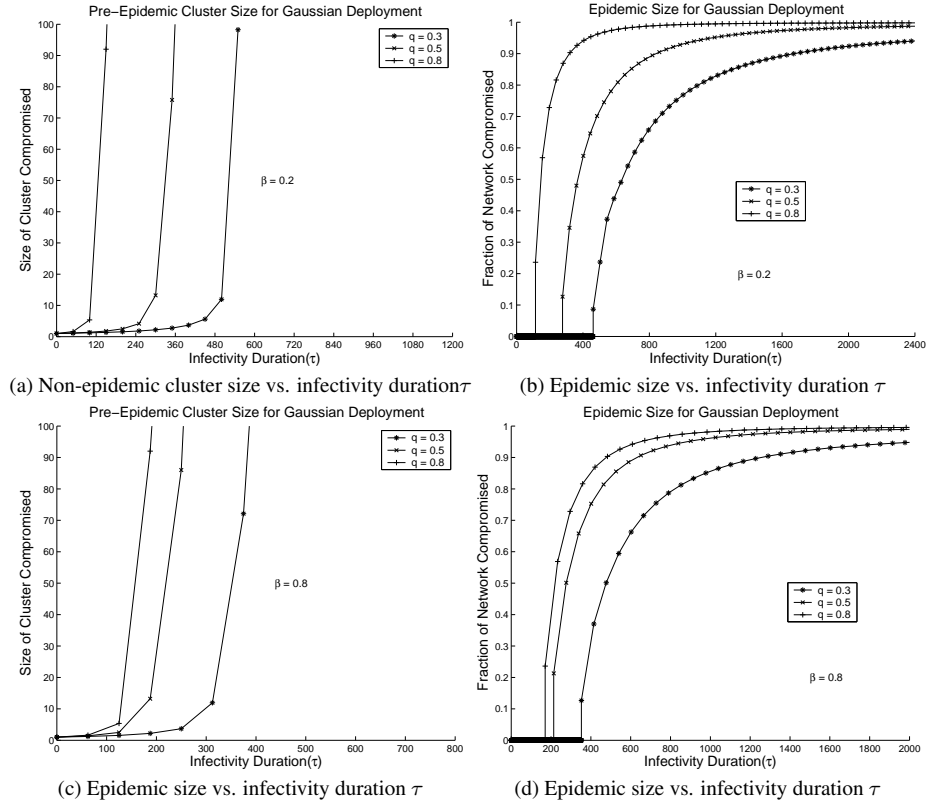 Pre-Epidemic Cluster Size for Gaussian Deployment
100
90
80
70
60
50
40
30
20
10
0
Size of Cluster Compromised
q = 0.3
q = 0.5
q = 0.8
β = 0.2
0 120 240 360 480 600 720 840 960 1080 1200
Infectivity Duration(τ)
(a) Non-epidemic cluster size vs. infectivity durationτ
Epidemic Size for Gaussian Deployment
1
0.9
0.8
0.7
0.6
0.5
0.4
0.3
0.2
0.1
0
Fraction of Network Compromised
q = 0.3
q = 0.5
q = 0.8
β = 0.2
0 400 800 1200 1600 2000 2400
Infectivity Duration(τ)
(b) Epidemic size vs. infectivity duration τ
Pre-Epidemic Cluster Size for Gaussian Deployment
100
90
80
70
60
50
40
30
20
10
0
Size of Cluster Compromised
q = 0.3
q = 0.5
q = 0.8
β = 0.8
0 100 200 300 400 500 600 700 800
Infectivity Duration(τ)
(c) Epidemic size vs. infectivity duration τ
Epidemic Size for Gaussian Deployment
1
0.9
0.8
0.7
0.6
0.5
0.4
0.3
0.2
0.1
0
Fraction of Network Compromised
q = 0.3
q = 0.5
q = 0.8
β = 0.8
0 200 400 600 800 1000 1200 1400 1600 1800 2000
Infectivity Duration(τ)
(d) Epidemic size vs. infectivity duration τ